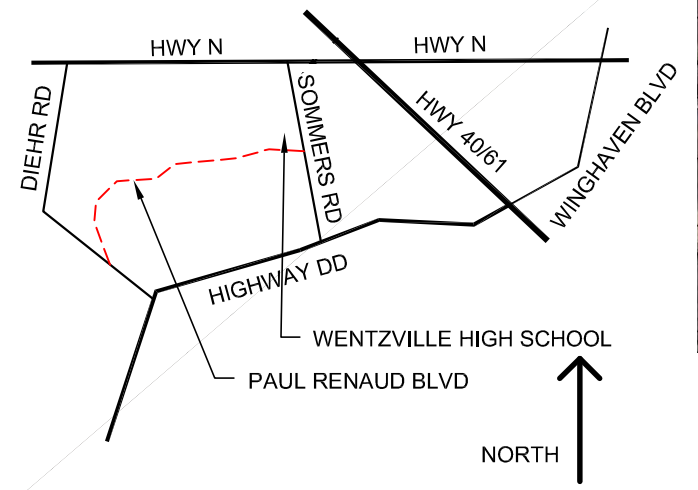 HWY N
HWY N
DIEHR RD
SOMMERS RD
HWY 40/61
WINGHAVEN BLVD
HIGHWAY DD
WENTZVILLE HIGH SCHOOL
PAUL RENAUD BLVD
NORTH